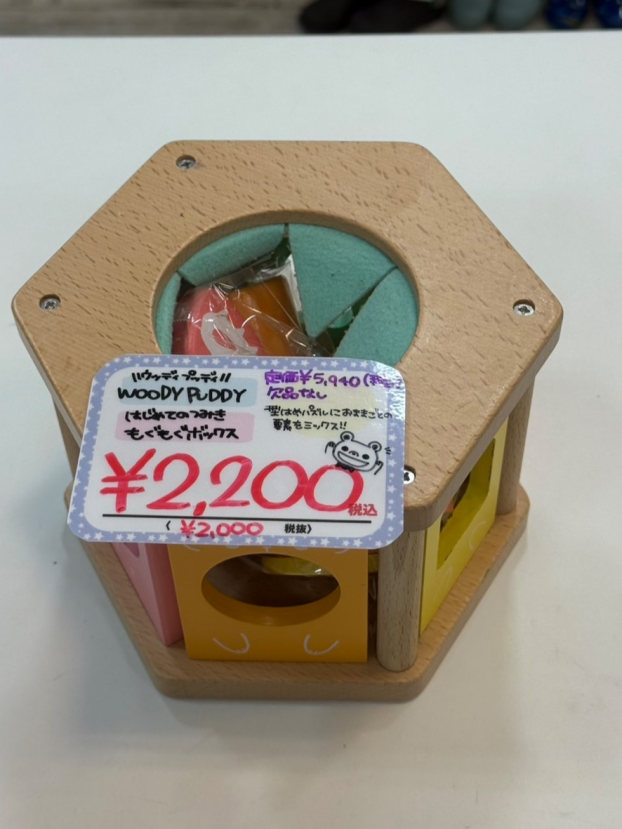 "ウッディプッディ"
WOODY PUDDY
はじめてのつみき
もぐもぐボックス
定価¥5,940
欠品なし
型はめパズルにおままごとの
要素をミックス!!
¥2,200
税込
〈 ¥2,000 税抜〉